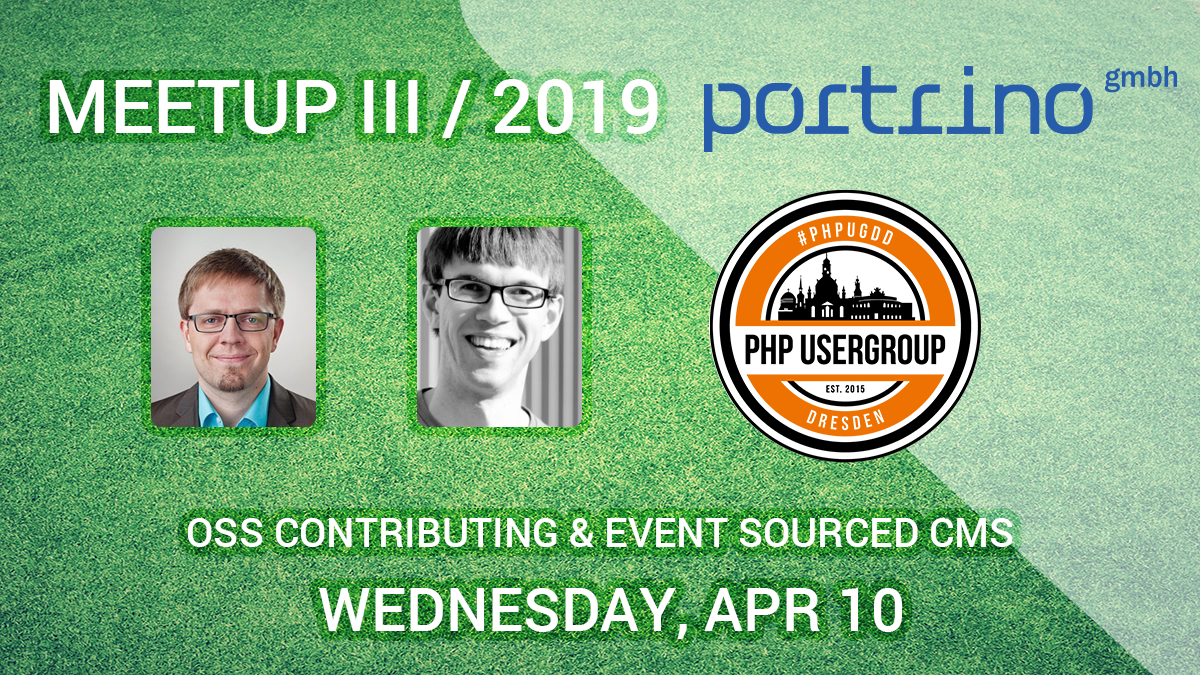 MEETUP III / 2019
portrino gmbh
#PHPUGDD
PHP USERGROUP
EST. 2015
DRESDEN
OSS CONTRIBUTING & EVENT SOURCED CMS
WEDNESDAY, APR 10